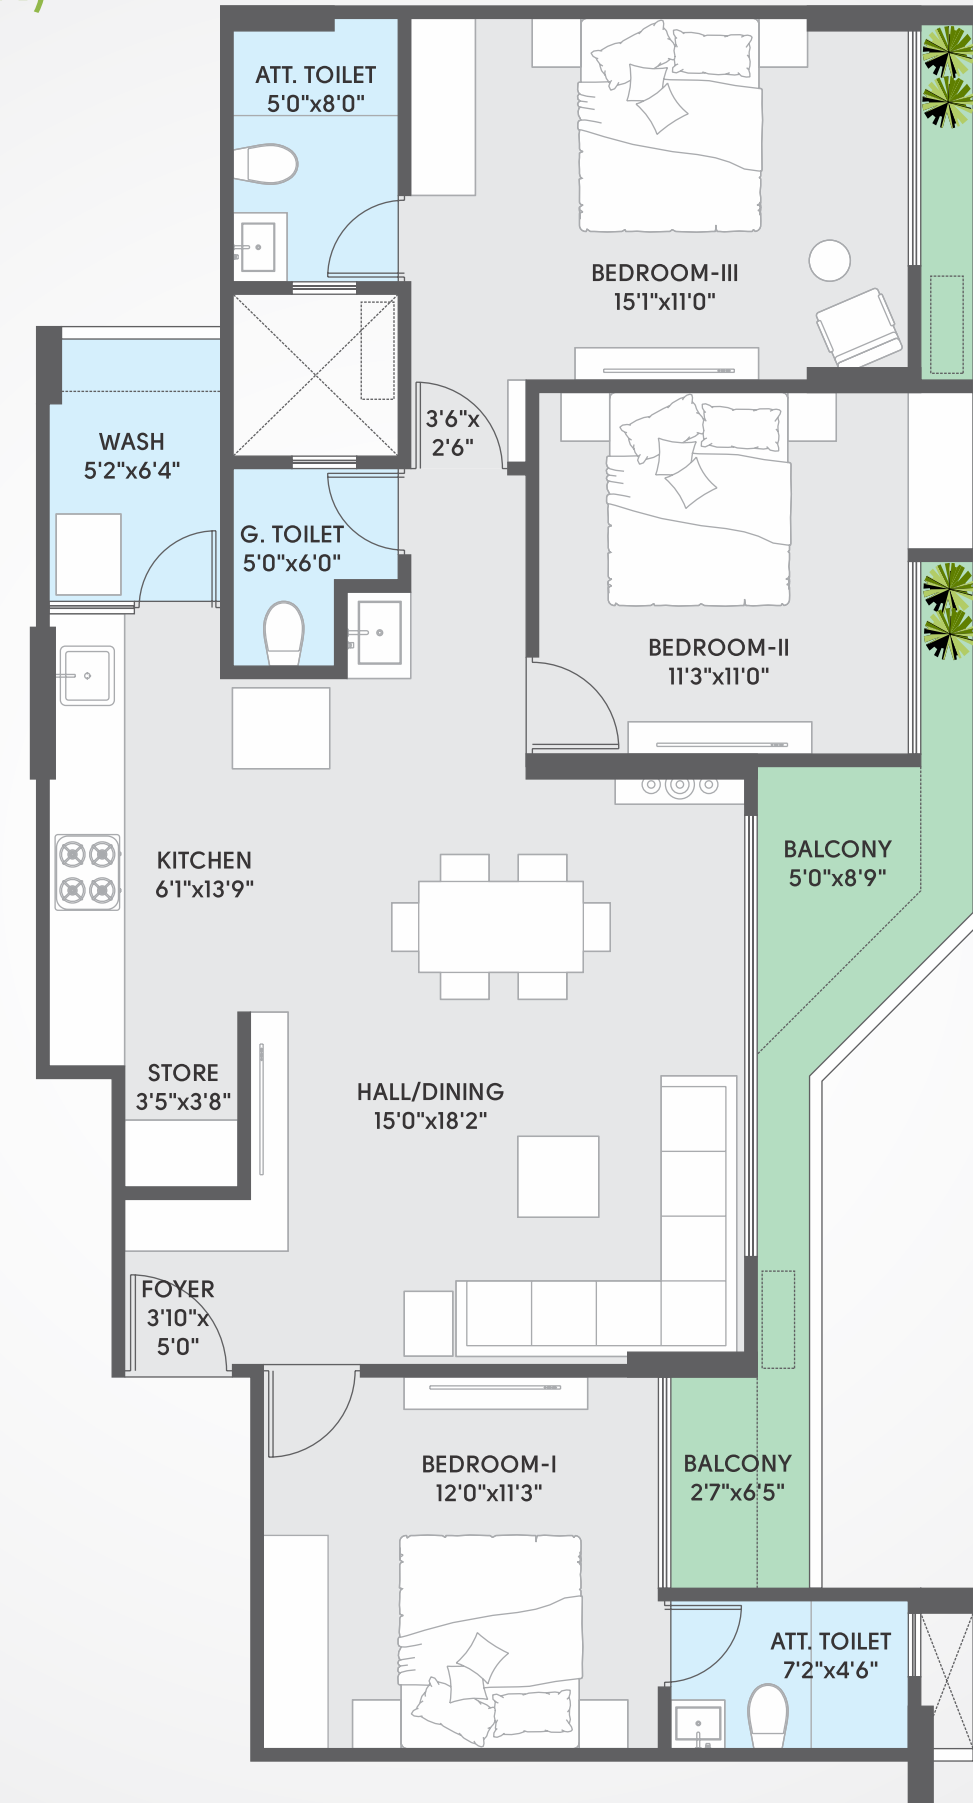 ATT. TOILET
5'0"x8'0"
BEDROOM-III
15'1"x11'0"
3'6"x
2'6"
WASH
5'2"x6'4"
G. TOILET
5'0"x6'0"
BEDROOM-II
11'3"x11'0"
KITCHEN
6'1"x13'9"
BALCONY
5'0"x8'9"
STORE
3'5"x3'8"
HALL/DINING
15'0"x18'2"
FOYER
3'10"x
5'0"
BEDROOM-I
12'0"x11'3"
BALCONY
2'7"x6'5"
ATT. TOILET
7'2"x4'6"